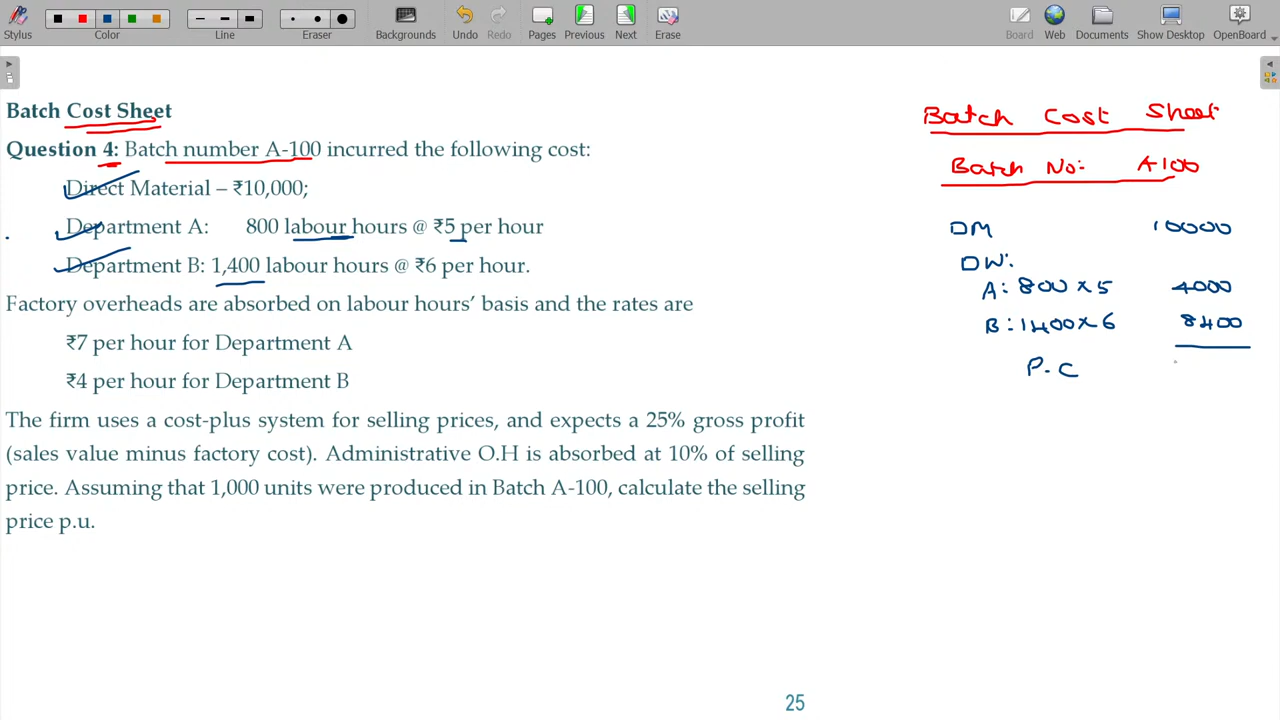 Stylus
Color
Line
Eraser
Backgrounds
Undo
Redo
Pages
Previous
Next
Erase
Board
Web
Documents
Show Desktop
OpenBoard
Batch Cost Sheet
Question 4: Batch number A-100 incurred the following cost:
Direct Material – ₹10,000;
Department A: 800 labour hours @ ₹5 per hour
Department B: 1,400 labour hours @ ₹6 per hour.
Factory overheads are absorbed on labour hours' basis and the rates are
₹7 per hour for Department A
₹4 per hour for Department B
The firm uses a cost-plus system for selling prices, and expects a 25% gross profit
(sales value minus factory cost). Administrative O.H is absorbed at 10% of selling
price. Assuming that 1,000 units were produced in Batch A-100, calculate the selling
price p.u.
25
Batch Cost Sheet
Batch No: A100
DM 10000
DW:
A: 800 x 5 4000
B: 1400 x 6 8400
P.C